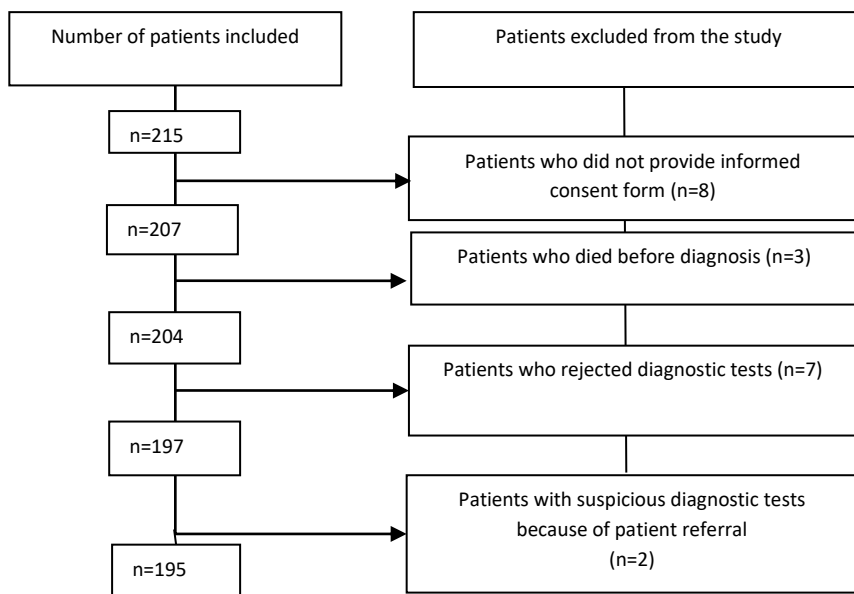 Number of patients included
Patients excluded from the study
n=215
Patients who did not provide informed
consent form (n=8)
n=207
Patients who died before diagnosis (n=3)
n=204
Patients who rejected diagnostic tests (n=7)
n=197
Patients with suspicious diagnostic tests
because of patient referral
(n=2)
n=195